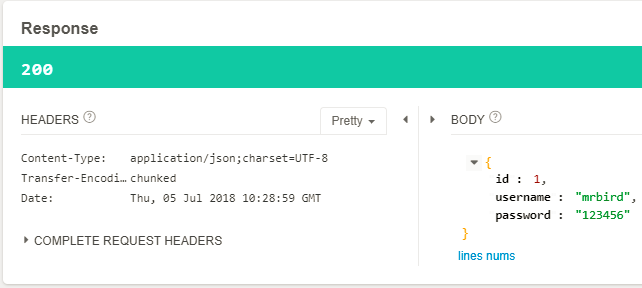 Response
200
HEADERS ?
Pretty
BODY ?
Content-Type: application/json;charset=UTF-8
Transfer-Encodi… chunked
Date: Thu, 05 Jul 2018 10:28:59 GMT
COMPLETE REQUEST HEADERS
{
id : 1,
username : "mrbird",
password : "123456"
}
lines nums